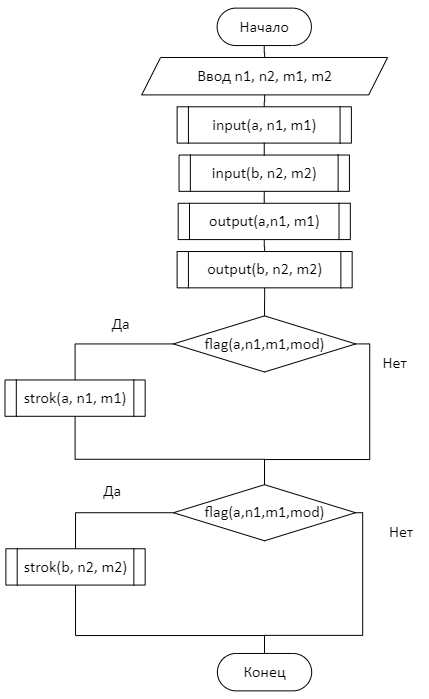 Начало
Ввод n1, n2, m1, m2
input(a, n1, m1)
input(b, n2, m2)
output(a,n1, m1)
output(b, n2, m2)
Да
flag(a,n1,m1,mod)
Нет
strok(a, n1, m1)
Да
flag(a,n1,m1,mod)
Нет
strok(b, n2, m2)
Конец